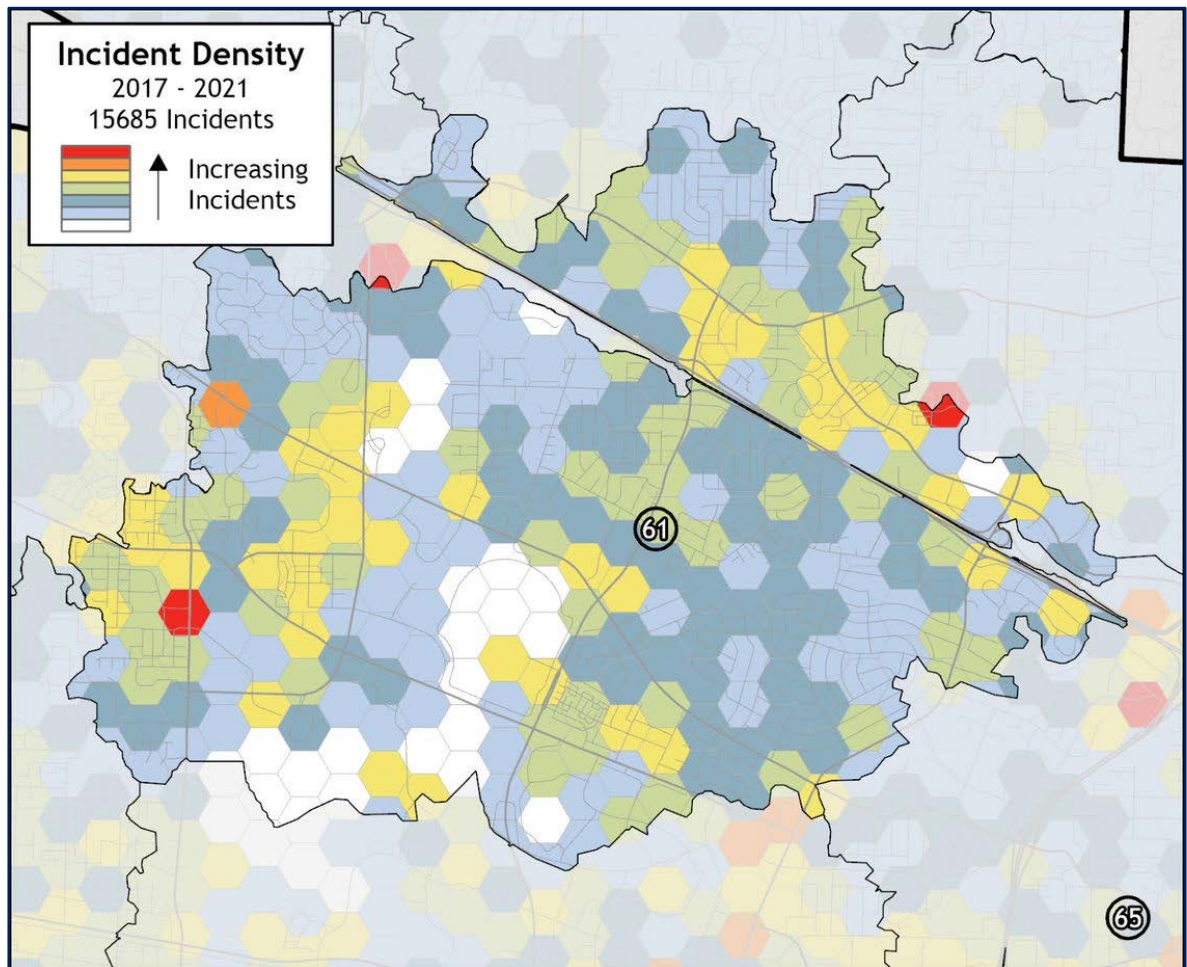 Incident Density
2017 - 2021
15685 Incidents
Increasing
Incidents
61
65